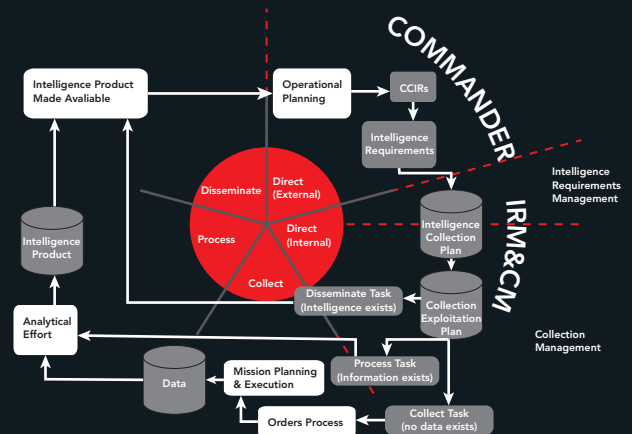 COMMANDER
Intelligence Product
Made Avaliable
Operational
Planning
CCIRs
Intelligence
Requirements
Intelligence
Requirements
Management
Disseminate
Direct
(External)
Process
Direct
(Internal)
Collect
IRM&CM
Intelligence
Collection
Plan
Intelligence
Product
Disseminate Task
(Intelligence exists)
Collection
Exploitation
Plan
Collection
Management
Analytical
Effort
Process Task
(Information exists)
Mission Planning
& Execution
Data
Orders Process
Collect Task
(no data exists)